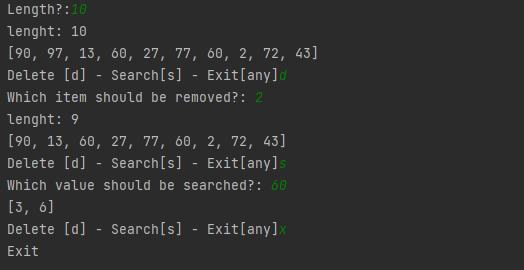 Length?:10
lenght: 10
[90, 97, 13, 60, 27, 77, 60, 2, 72, 43]
Delete [d] - Search[s] - Exit[any]d
Which item should be removed?: 2
lenght: 9
[90, 13, 60, 27, 77, 60, 2, 72, 43]
Delete [d] - Search[s] - Exit[any]s
Which value should be searched?: 60
[3, 6]
Delete [d] - Search[s] - Exit[any]x
Exit